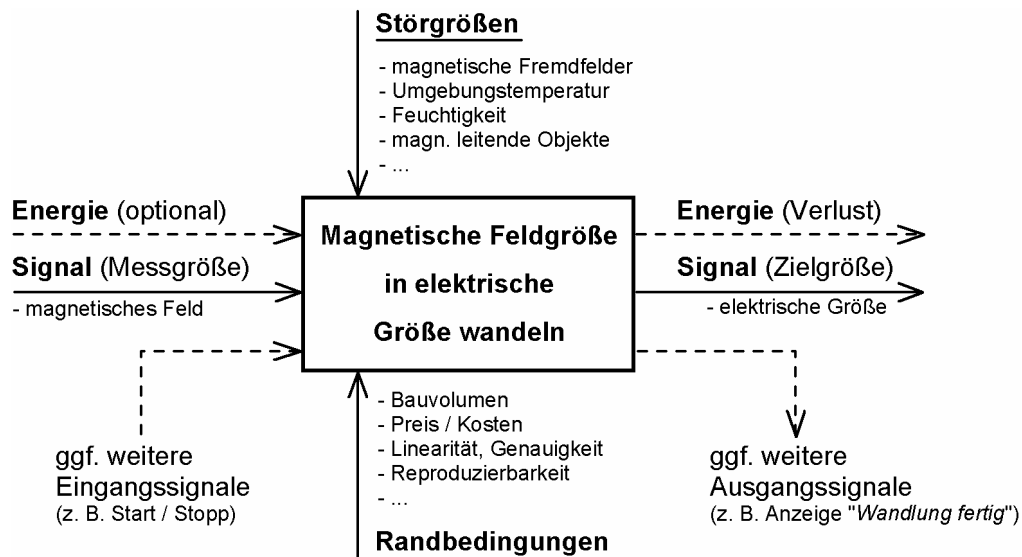 Störgrößen
- magnetische Fremdfelder
- Umgebungstemperatur
- Feuchtigkeit
- magn. leitende Objekte
- ...
Energie (optional)
Signal (Messgröße)
- magnetisches Feld
Magnetische Feldgröße
in elektrische
Größe wandeln
Energie (Verlust)
Signal (Zielgröße)
- elektrische Größe
ggf. weitere
Eingangssignale
(z. B. Start / Stopp)
- Bauvolumen
- Preis / Kosten
- Linearität, Genauigkeit
- Reproduzierbarkeit
- ...
Randbedingungen
ggf. weitere
Ausgangssignale
(z. B. Anzeige "Wandlung fertig")